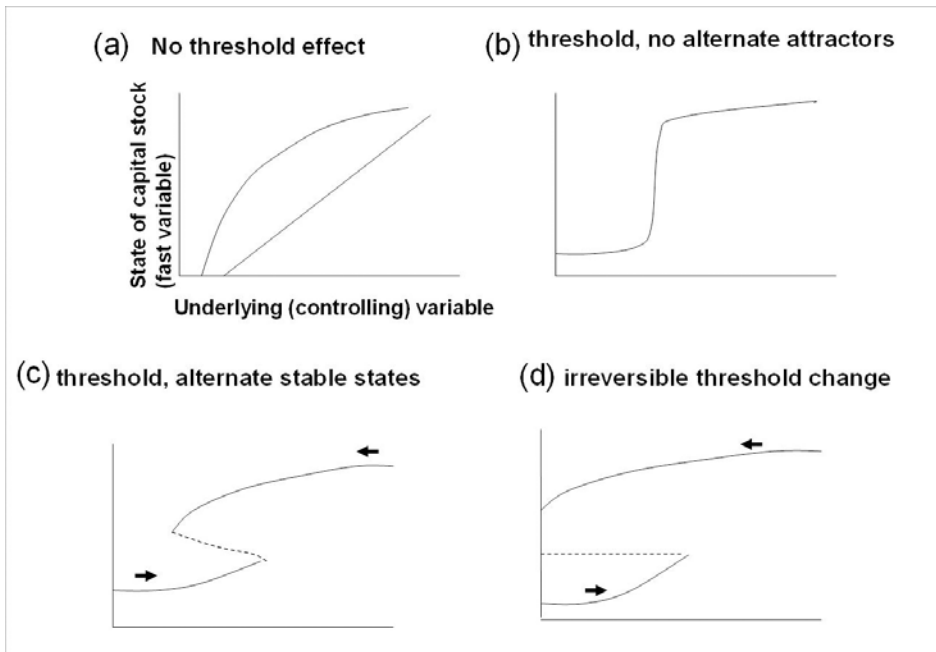 (a) No threshold effect
(b) threshold, no alternate attractors
State of capital stock
(fast variable)
Underlying (controlling) variable
(c) threshold, alternate stable states
(d) irreversible threshold change